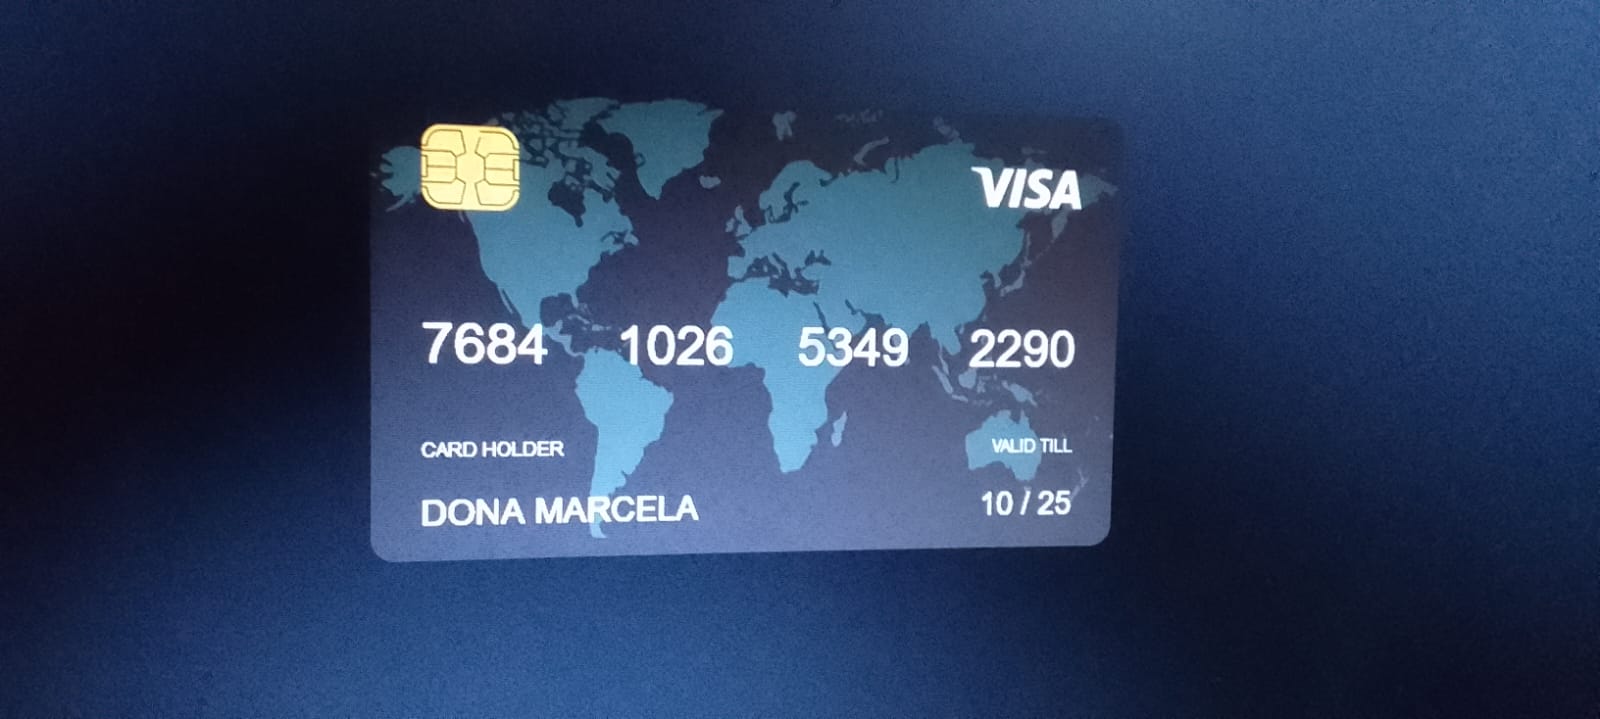 VISA
7684 1026 5349 2290
CARD HOLDER VALID TILL
DONA MARCELA 10 / 25